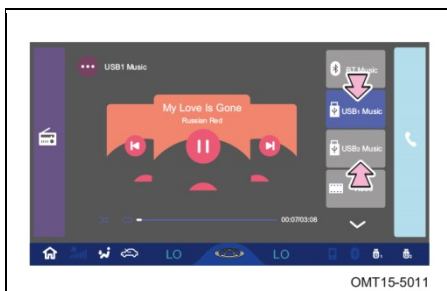 USB1 Music
BT Music
My Love Is Gone
Russian Red
USB1 Music
USB2 Music
00:07/03:08
LO
LO
OMT15-5011